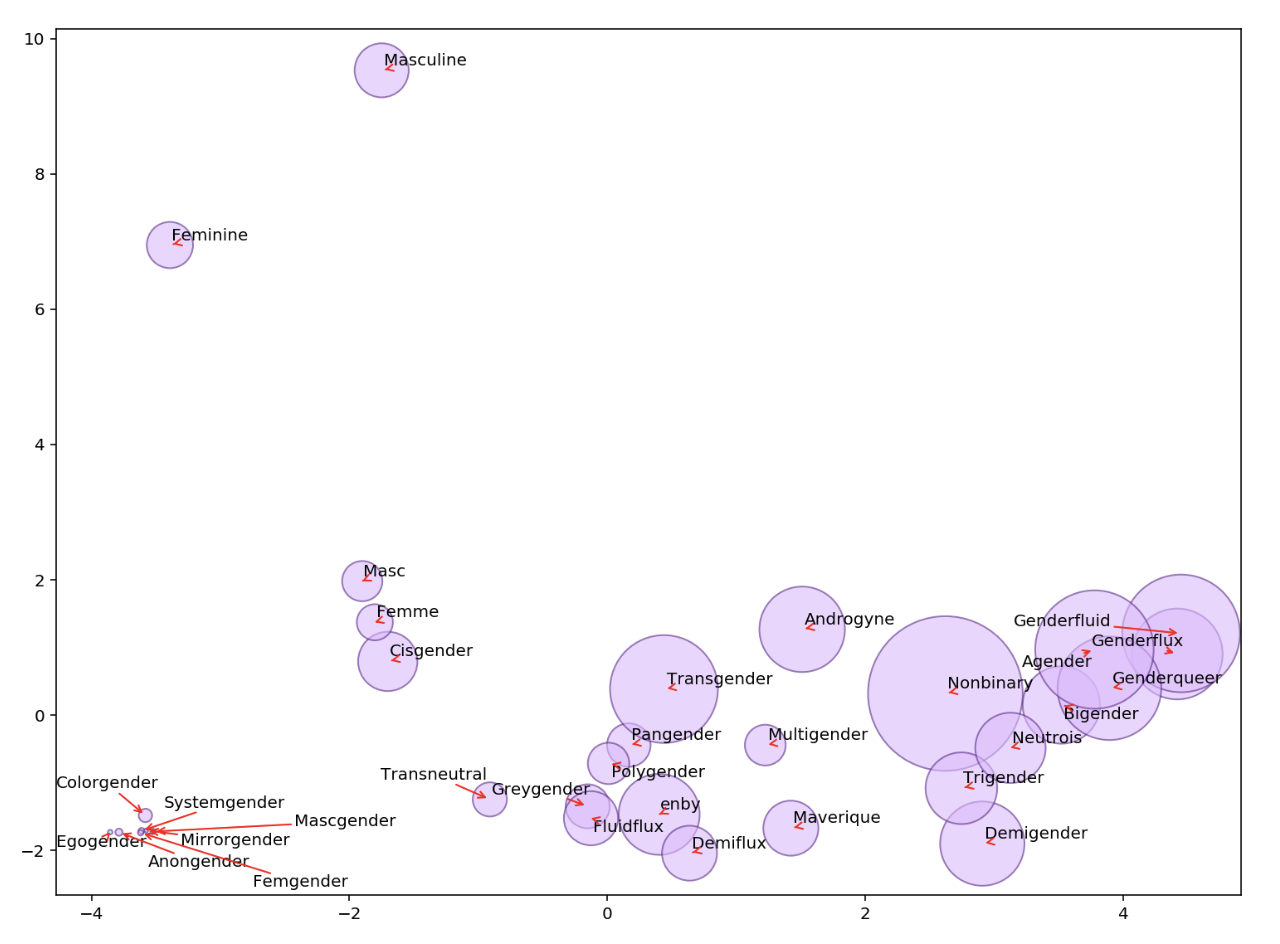 10
Masculine
8
Feminine
6
4
2
Masc
Femme
Cisgender
Androgyne
Genderfluid
Genderflux
Agender
Transgender
Nonbinary
Genderqueer
0
Bigender
Pangender
Multigender
Neutrois
Polygender
Transneutral
Trigender
Colorgender
Greygender
Systemgender
enby
Mascgender
Fluidflux
Maverique
Egogender
Mirrorgender
Demiflux
Demigender
−2
Anongender
Femgender
−4
−2
0
2
4